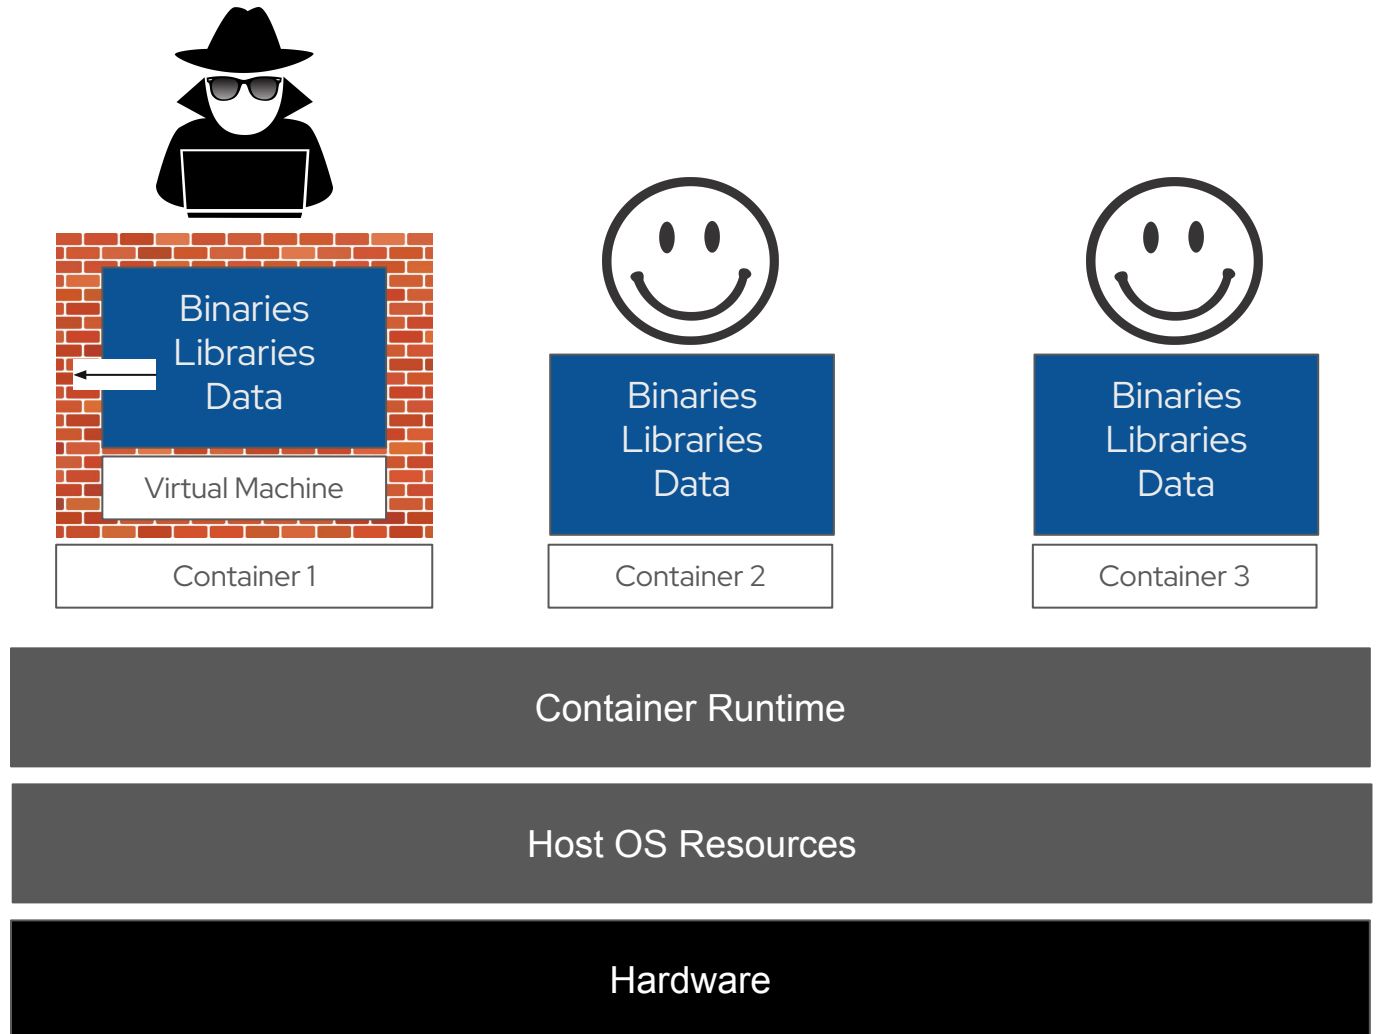 Binaries
Libraries
Data
Virtual Machine
Container 1
Binaries
Libraries
Data
Container 2
Binaries
Libraries
Data
Container 3
Container Runtime
Host OS Resources
Hardware